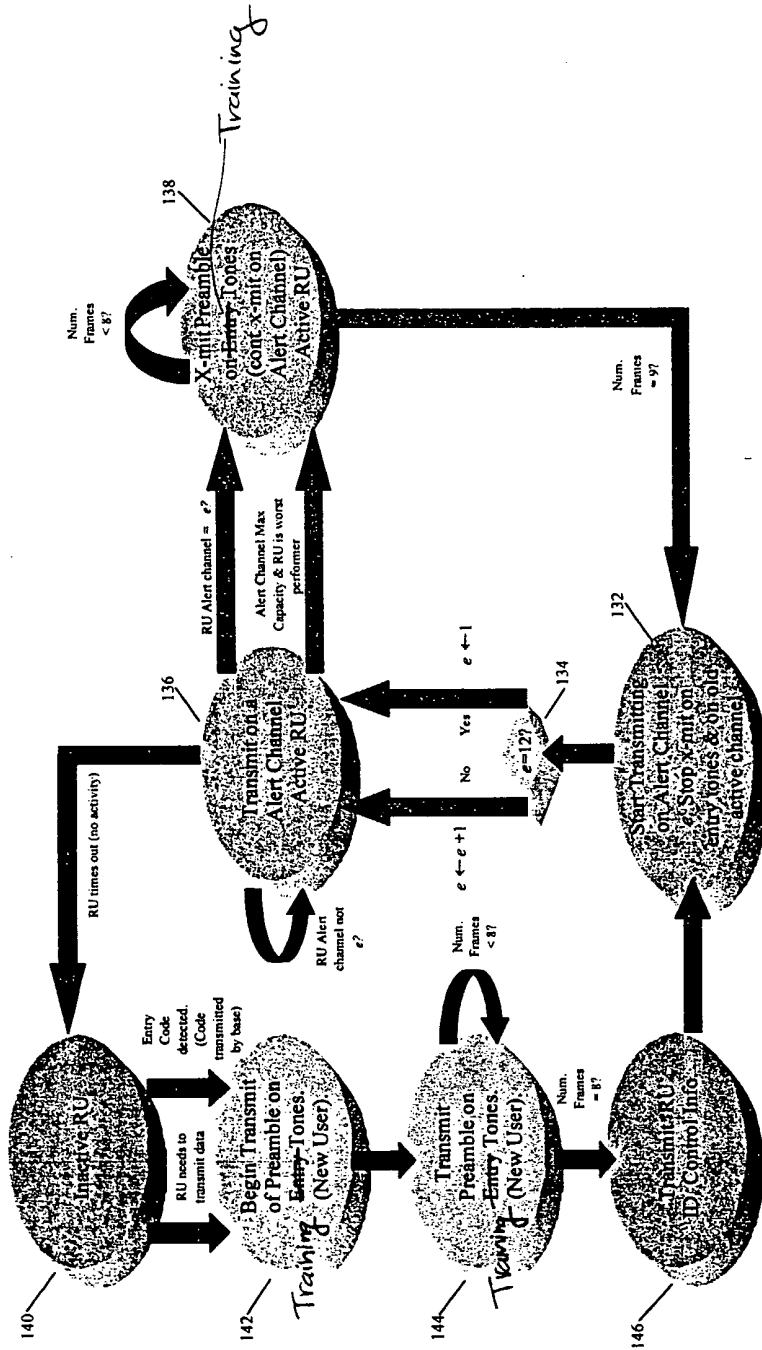 140
Inactive RU
RU needs to
transmit data
Entry
Code
detected.
(Code
transmitted
by base)
RU times out (no activity)
142
Begin Transmit
of Preamble on
Entry Tones.
(New User)
Training
144
Transmit
Preamble on
Entry Tones.
(New User)
Training
Num.
Frames
< 8?
Num.
Frames
= 8?
146
Transmit RU
ID / Control Info
136
Transmit on a
Alert Channel
Active RU
RU Alert
channel not
e?
RU Alert channel = e?
Alert Channel Max
Capacity & RU is worst
performer
e ← e + 1
No
Yes
e ← 1
134
e=12?
132
Start Transmitting
on Alert Channel
e. Stop X-mit on
entry tones & on old
active channel
138
X-mit Preamble
on Entry Tones
(cont x-mit on
Alert Channel)
Active RU
Training
Num.
Frames
< 8?
Num.
Frames
= 9?